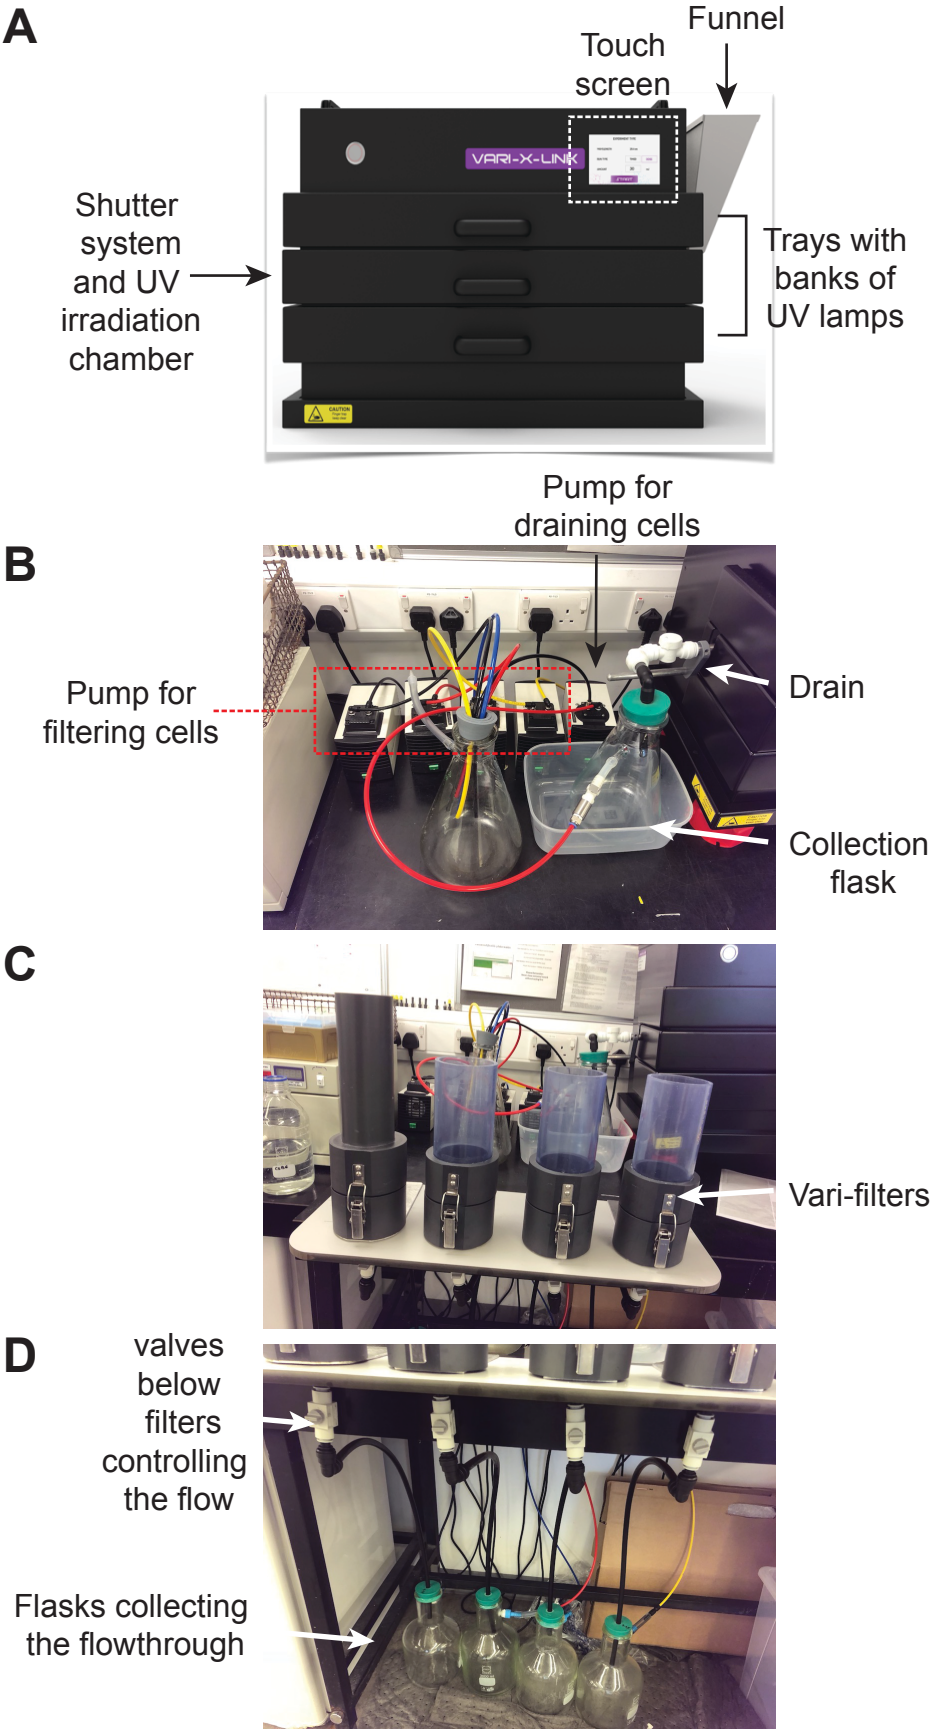 A
Funnel
Touch
screen
VARI-X-LINK
Shutter
system
and UV
irradiation
chamber
Trays with
banks of
UV lamps
CAUTION
Pump for
draining cells
B
Pump for
filtering cells
Drain
Collection
flask
C
Vari-filters
D
valves
below
filters
controlling
the flow
Flasks collecting
the flowthrough